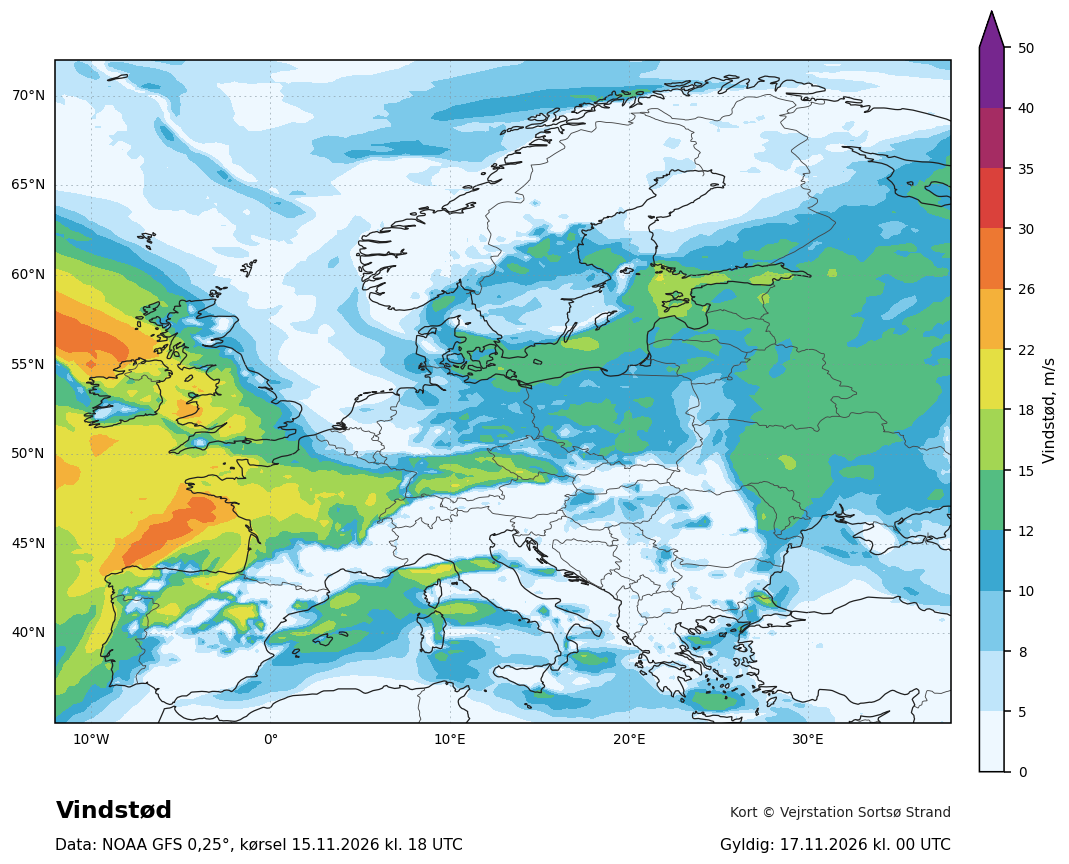 70°N
65°N
60°N
55°N
50°N
45°N
40°N
10°W
0°
10°E
20°E
30°E
50
40
35
30
26
22
18
15
12
10
8
5
0
Vindstød, m/s
Vindstød
Kort © Vejrstation Sortsø Strand
Data: NOAA GFS 0,25°, kørsel 15.11.2026 kl. 18 UTC
Gyldig: 17.11.2026 kl. 00 UTC